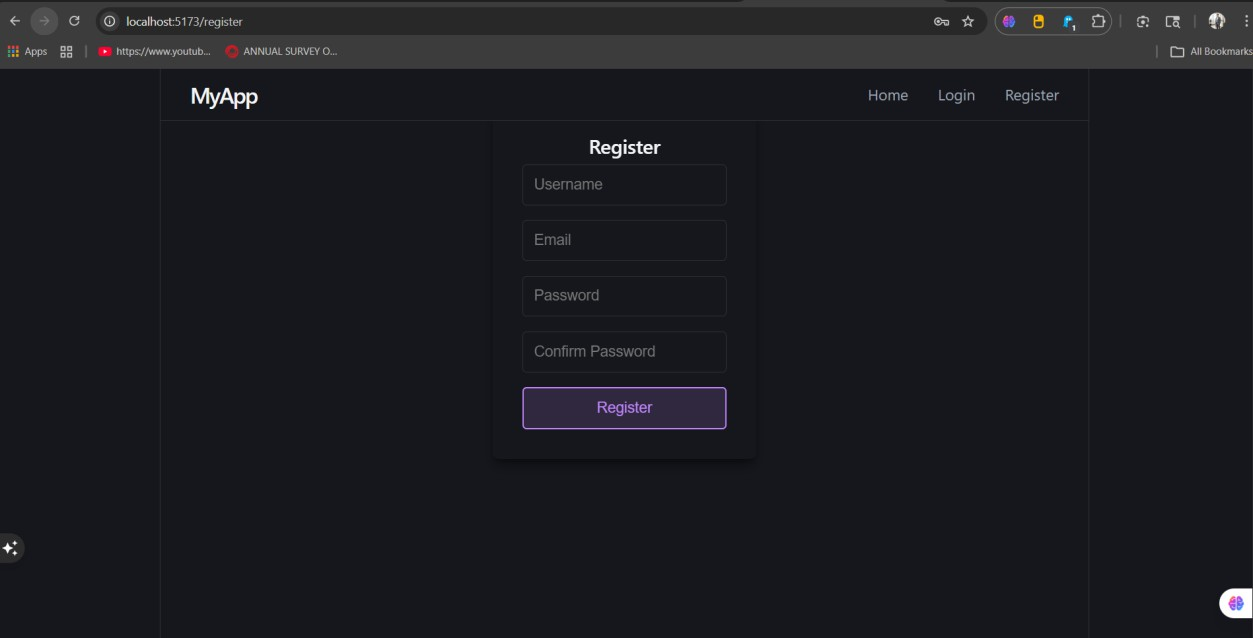 localhost:5173/register
1
Apps
https://www.youtub...
ANNUAL SURVEY O...
All Bookmarks
MyApp
Home Login Register
Register
Username
Email
Password
Confirm Password
Register